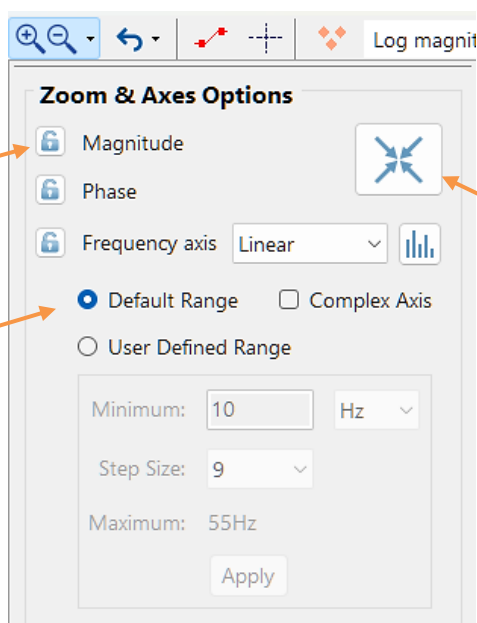 Log magnit
Zoom & Axes Options
Magnitude
Phase
Frequency axis Linear
Default Range Complex Axis
User Defined Range
Minimum: 10 Hz
Step Size: 9
Maximum: 55Hz
Apply